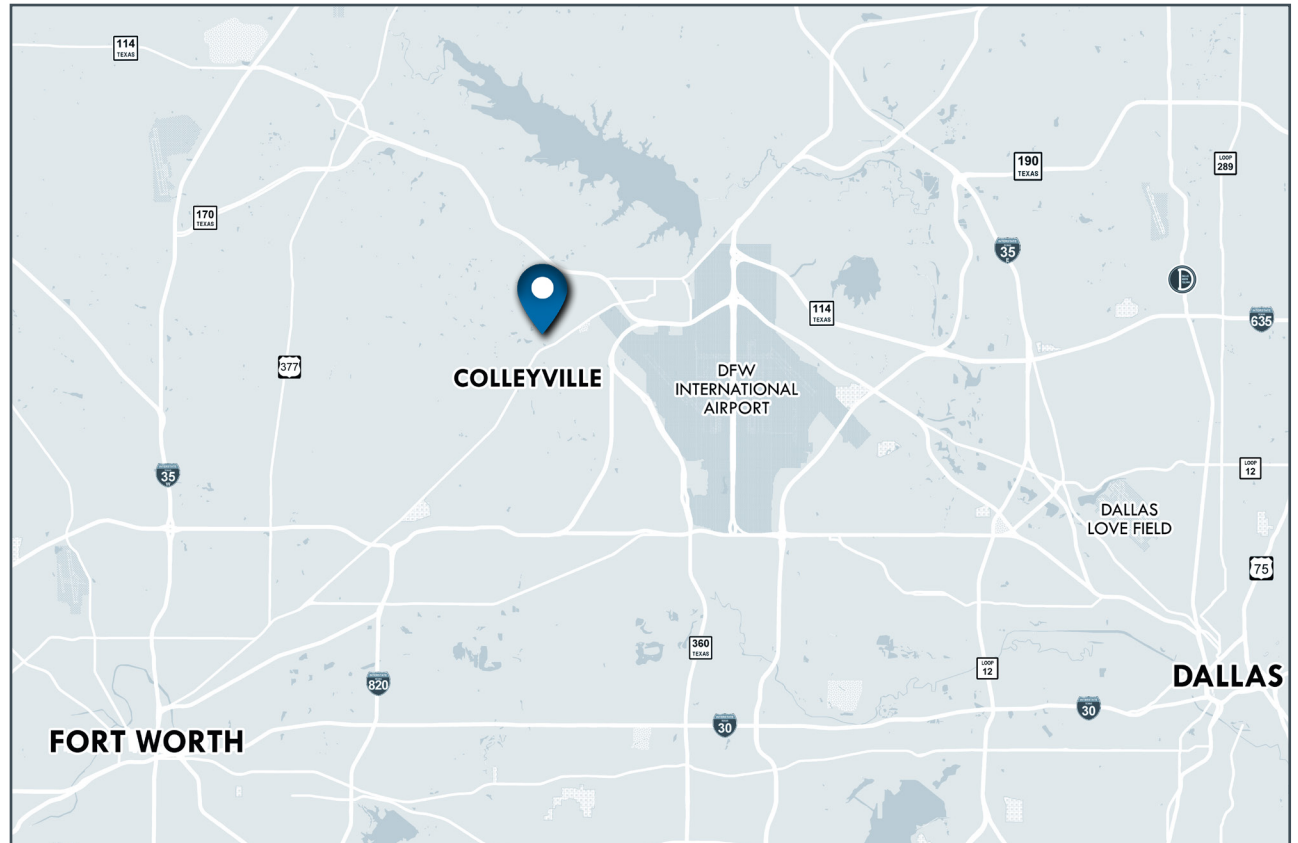 114
TEXAS
190
TEXAS
LOOP
289
170
TEXAS
35
114
TEXAS
D
635
377
COLLEYVILLE
DFW
INTERNATIONAL
AIRPORT
35
LOOP
12
DALLAS
LOVE FIELD
75
360
TEXAS
LOOP
12
820
DALLAS
30
30
FORT WORTH